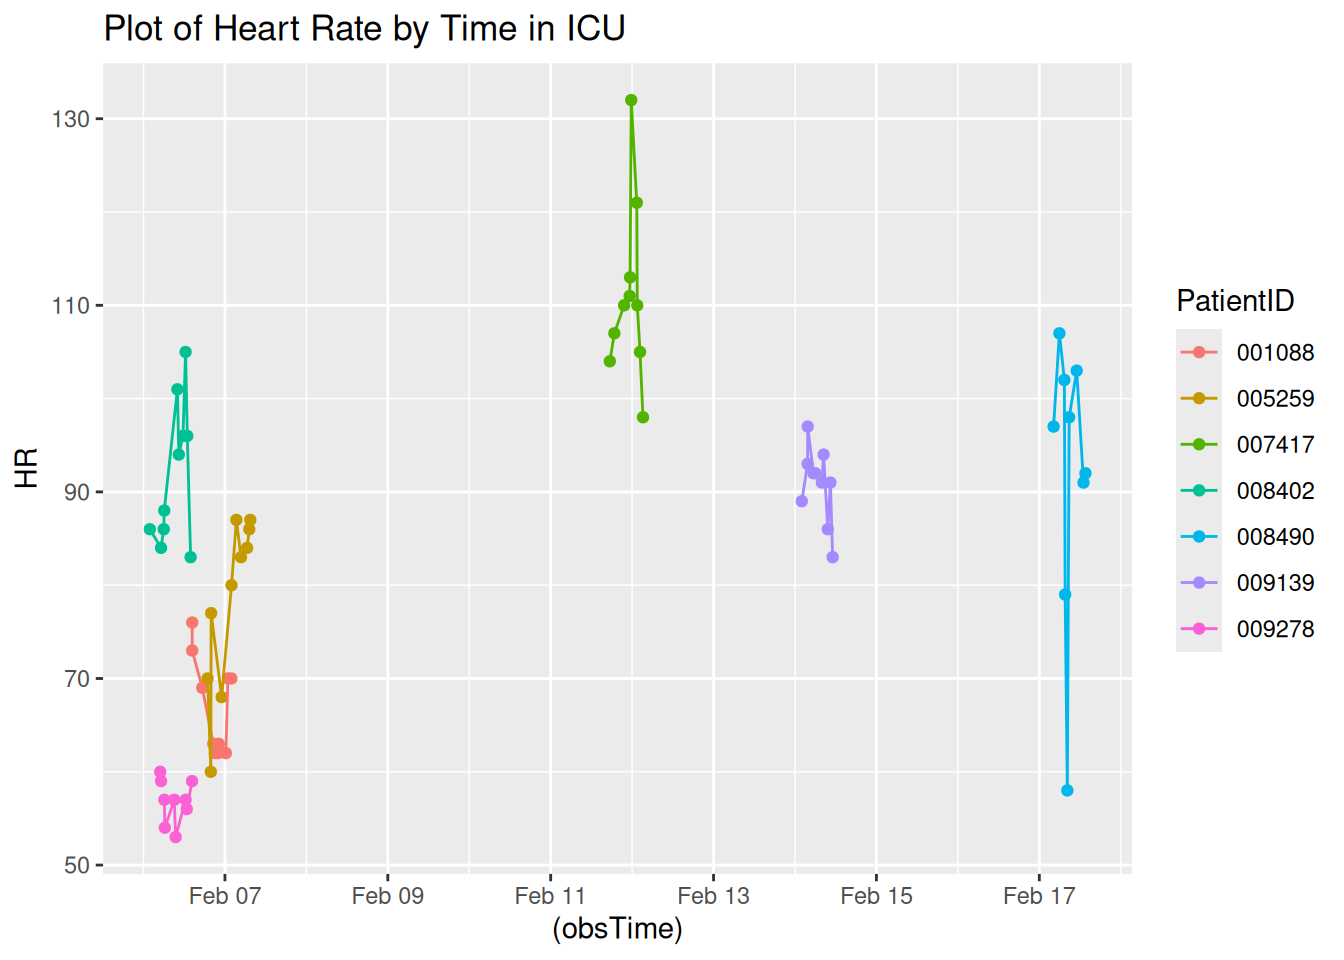 Plot of Heart Rate by Time in ICU
130
110
90
70
50
HR
Feb 07 Feb 09 Feb 11 Feb 13 Feb 15 Feb 17
(obsTime)
PatientID
001088
005259
007417
008402
008490
009139
009278